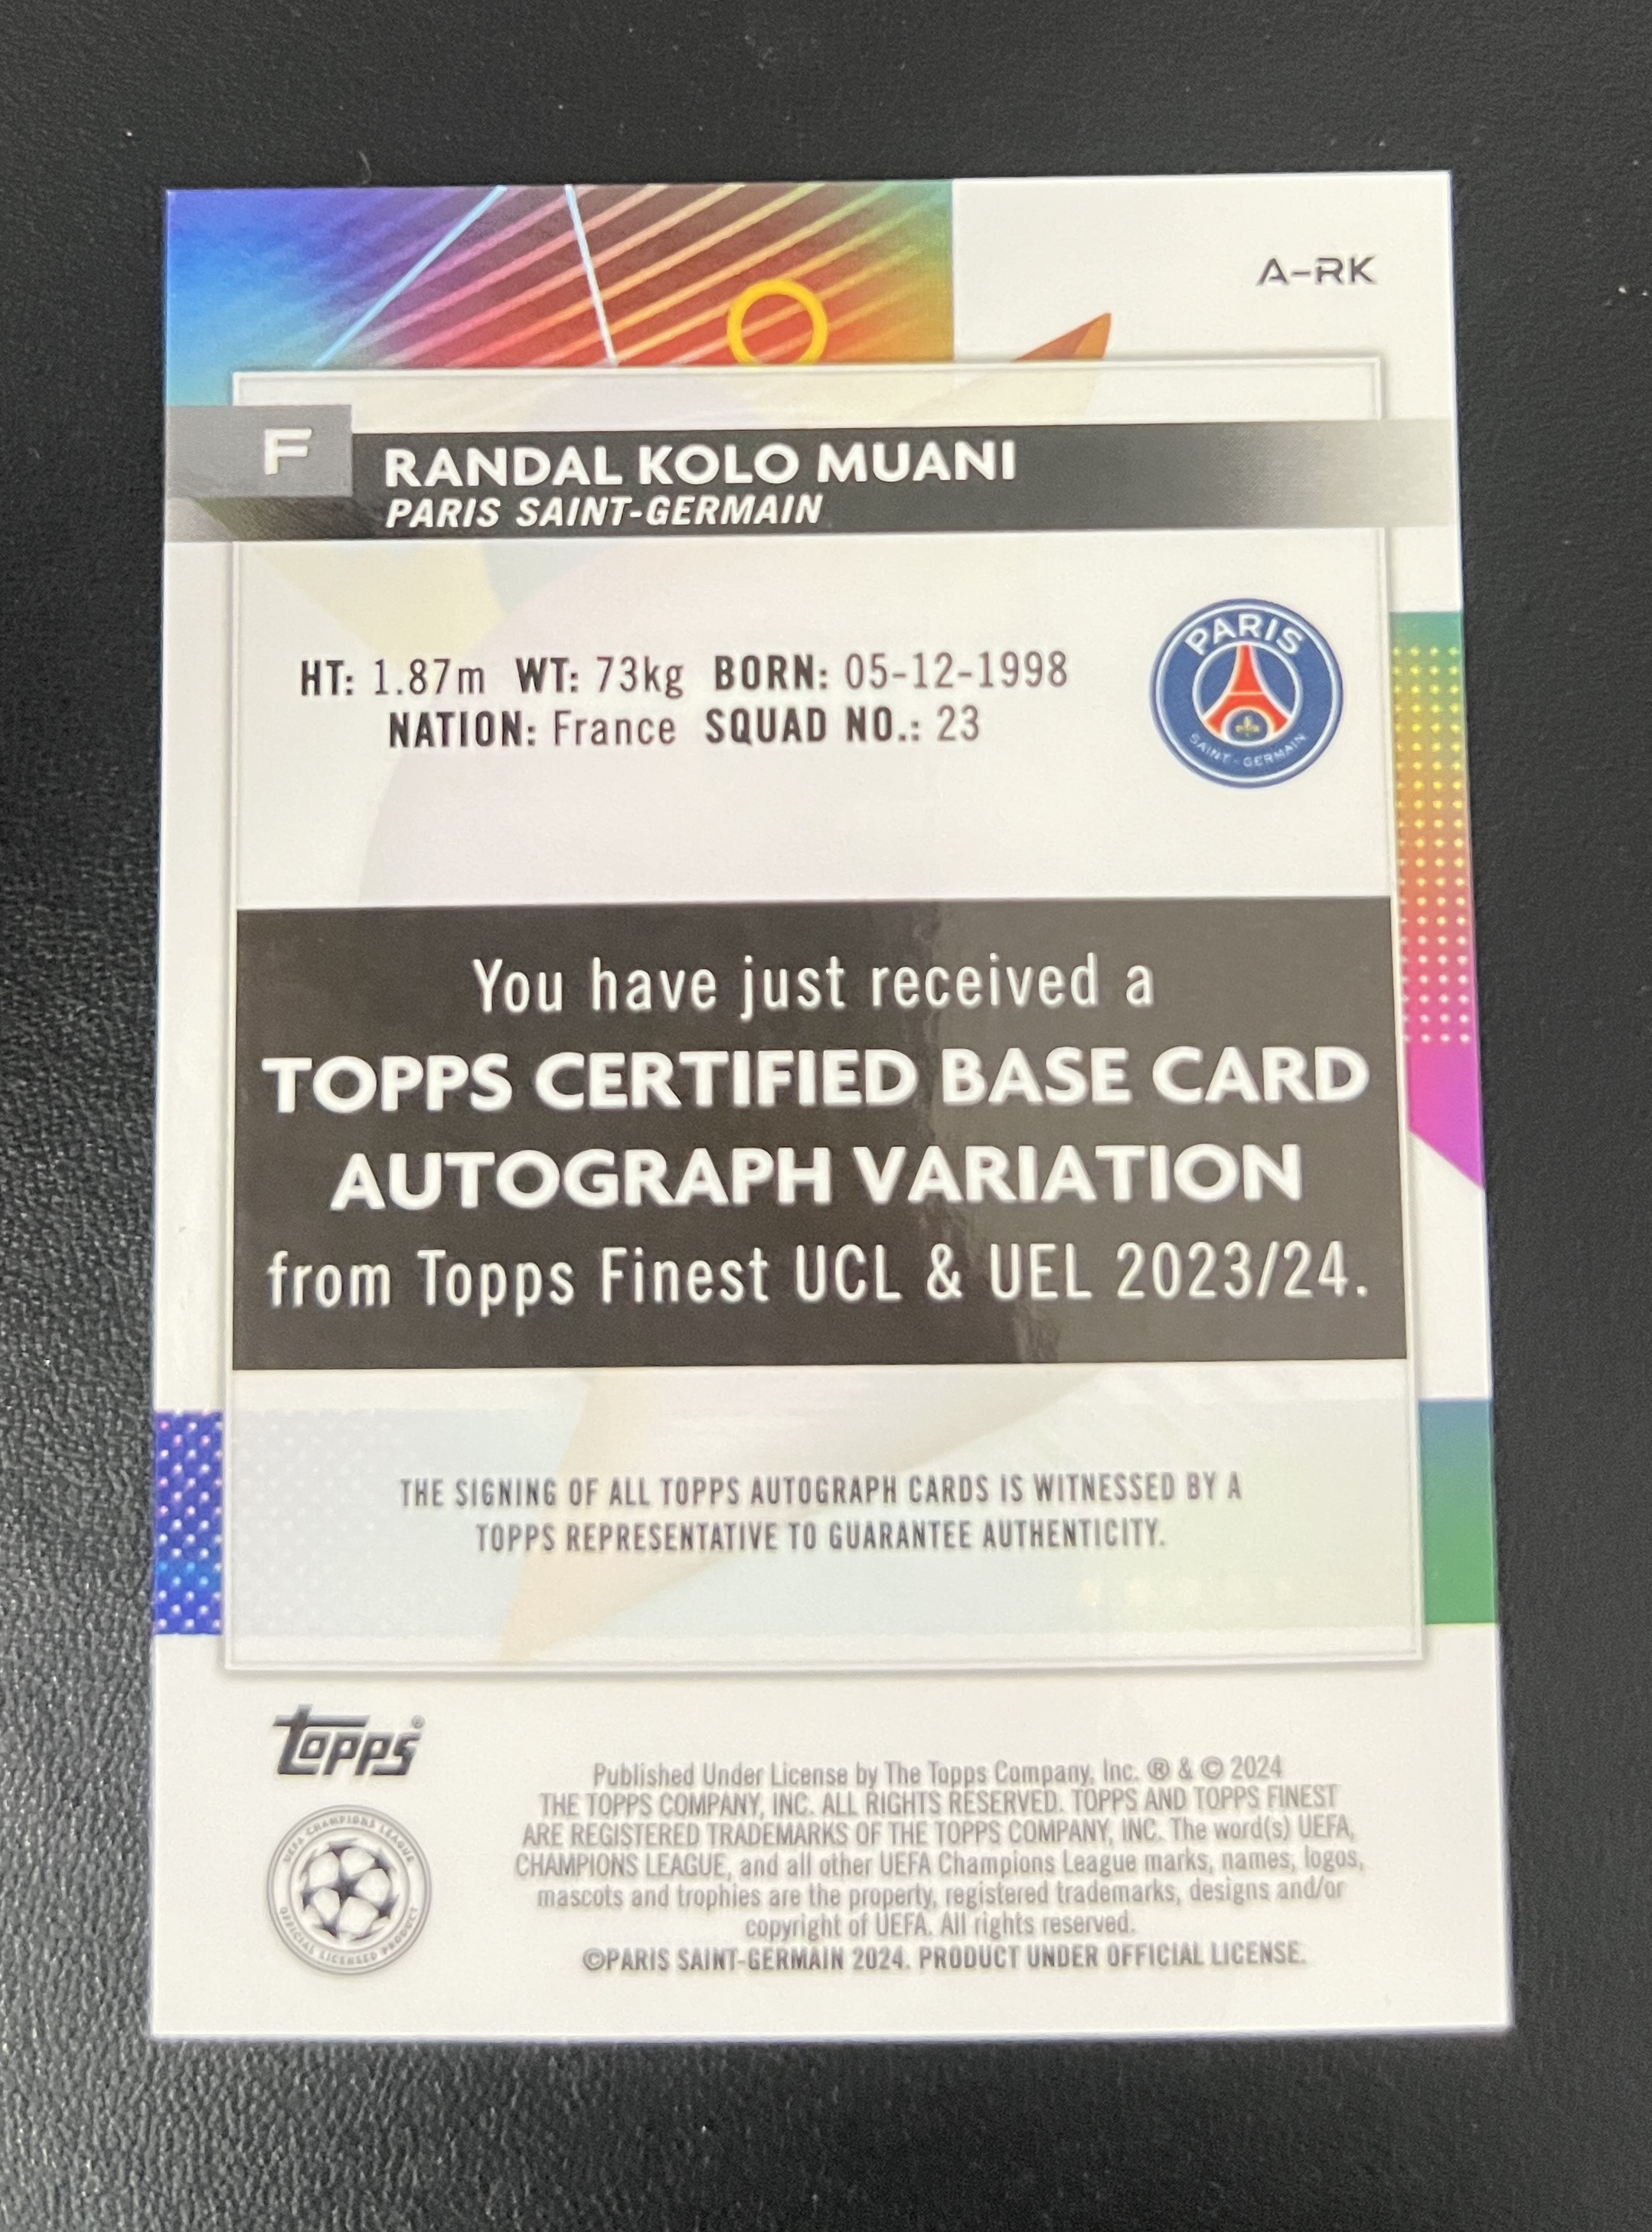 A-RK
F
RANDAL KOLO MUANI
PARIS SAINT-GERMAIN
HT: 1.87m WT: 73kg BORN: 05-12-1998
NATION: France SQUAD NO.: 23
PARIS
SAINT-GERMAIN
You have just received a
TOPPS CERTIFIED BASE CARD
AUTOGRAPH VARIATION
from Topps Finest UCL & UEL 2023/24.
THE SIGNING OF ALL TOPPS AUTOGRAPH CARDS IS WITNESSED BY A
TOPPS REPRESENTATIVE TO GUARANTEE AUTHENTICITY.
topps®
UEFA CHAMPIONS LEAGUE
OFFICIAL LICENSED PRODUCT
Published Under License by The Topps Company, Inc. ® & © 2024
THE TOPPS COMPANY, INC. ALL RIGHTS RESERVED. TOPPS AND TOPPS FINEST
ARE REGISTERED TRADEMARKS OF THE TOPPS COMPANY, INC. The word(s) UEFA,
CHAMPIONS LEAGUE, and all other UEFA Champions League marks, names, logos,
mascots and trophies are the property, registered trademarks, designs and/or
copyright of UEFA. All rights reserved.
©PARIS SAINT-GERMAIN 2024. PRODUCT UNDER OFFICIAL LICENSE.